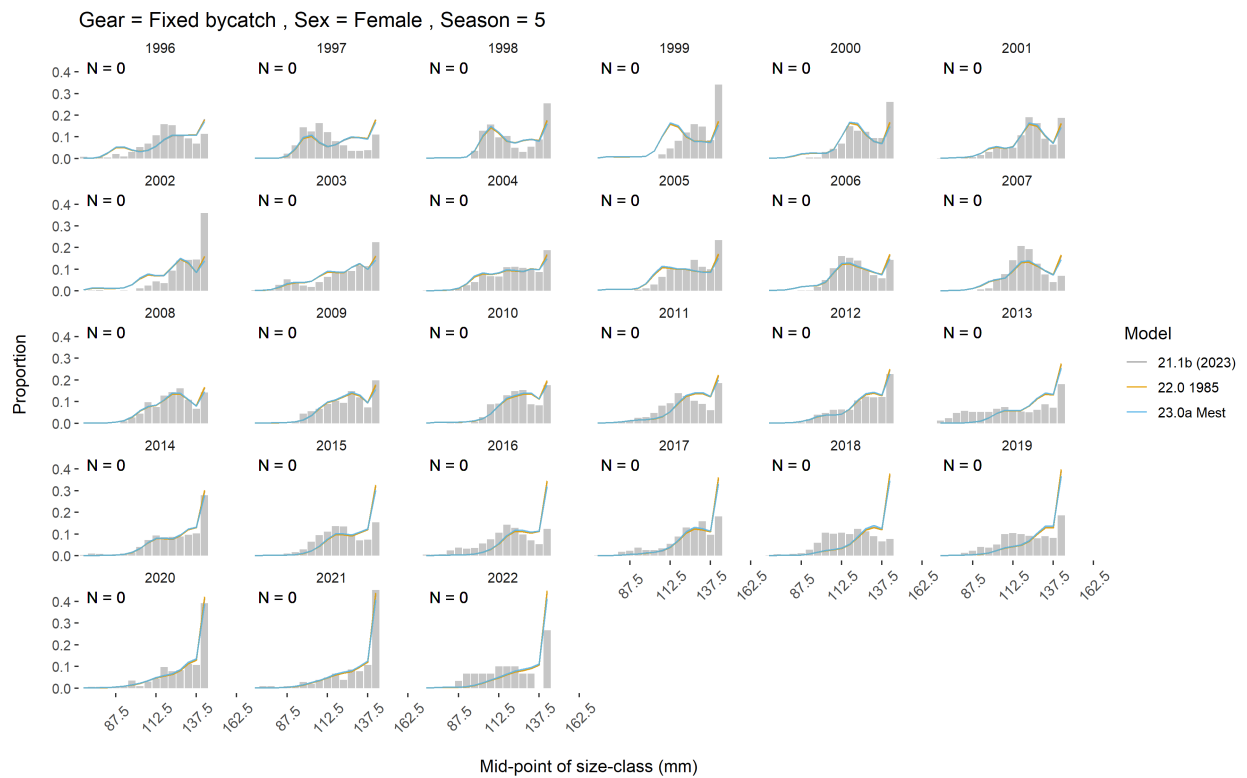 Gear = Fixed bycatch , Sex = Female , Season = 5
1996 1997 1998 1999 2000 2001
N = 0 N = 0 N = 0 N = 0 N = 0 N = 0
0.4
0.3
0.2
0.1
0.0
2002 2003 2004 2005 2006 2007
N = 0 N = 0 N = 0 N = 0 N = 0 N = 0
0.4
0.3
0.2
0.1
0.0
2008 2009 2010 2011 2012 2013
N = 0 N = 0 N = 0 N = 0 N = 0 N = 0
0.4
0.3
0.2
0.1
0.0
2014 2015 2016 2017 2018 2019
N = 0 N = 0 N = 0 N = 0 N = 0 N = 0
0.4
0.3
0.2
0.1
0.0
87.5 112.5 137.5 162.5 87.5 112.5 137.5 162.5 87.5 112.5 137.5 162.5
2020 2021 2022
N = 0 N = 0 N = 0
0.4
0.3
0.2
0.1
0.0
87.5 112.5 137.5 162.5 87.5 112.5 137.5 162.5 87.5 112.5 137.5 162.5
Proportion
Mid-point of size-class (mm)
Model
21.1b (2023)
22.0 1985
23.0a Mest